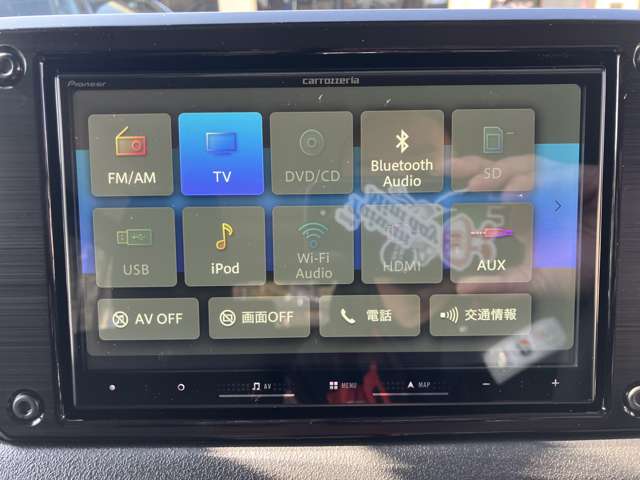 Pioneer
carrozzeria
FM/AM
TV
DVD/CD
Bluetooth
Audio
SD
USB
iPod
Wi-Fi
Audio
HDMI
AUX
AV OFF
画面OFF
電話
交通情報
AV
MENU
MAP